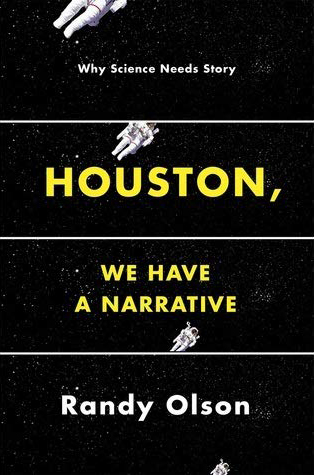 Why Science Needs Story
HOUSTON,
WE HAVE
A NARRATIVE
Randy Olson